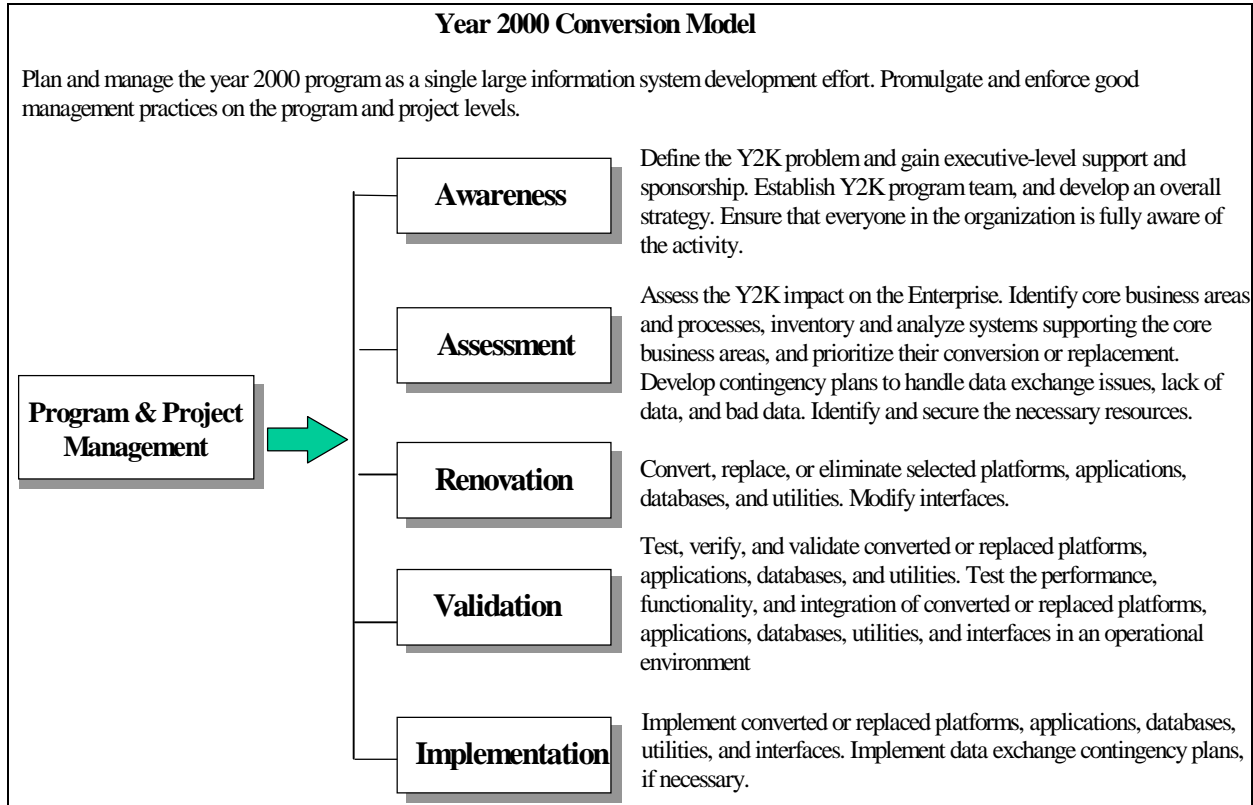 Year 2000 Conversion Model
Plan and manage the year 2000 program as a single large information system development effort. Promulgate and enforce good
management practices on the program and project levels.
Program & Project
Management
Awareness
Define the Y2K problem and gain executive-level support and
sponsorship. Establish Y2K program team, and develop an overall
strategy. Ensure that everyone in the organization is fully aware of
the activity.
Assessment
Assess the Y2K impact on the Enterprise. Identify core business areas
and processes, inventory and analyze systems supporting the core
business areas, and prioritize their conversion or replacement.
Develop contingency plans to handle data exchange issues, lack of
data, and bad data. Identify and secure the necessary resources.
Renovation
Convert, replace, or eliminate selected platforms, applications,
databases, and utilities. Modify interfaces.
Validation
Test, verify, and validate converted or replaced platforms,
applications, databases, and utilities. Test the performance,
functionality, and integration of converted or replaced platforms,
applications, databases, utilities, and interfaces in an operational
environment
Implementation
Implement converted or replaced platforms, applications, databases,
utilities, and interfaces. Implement data exchange contingency plans,
if necessary.